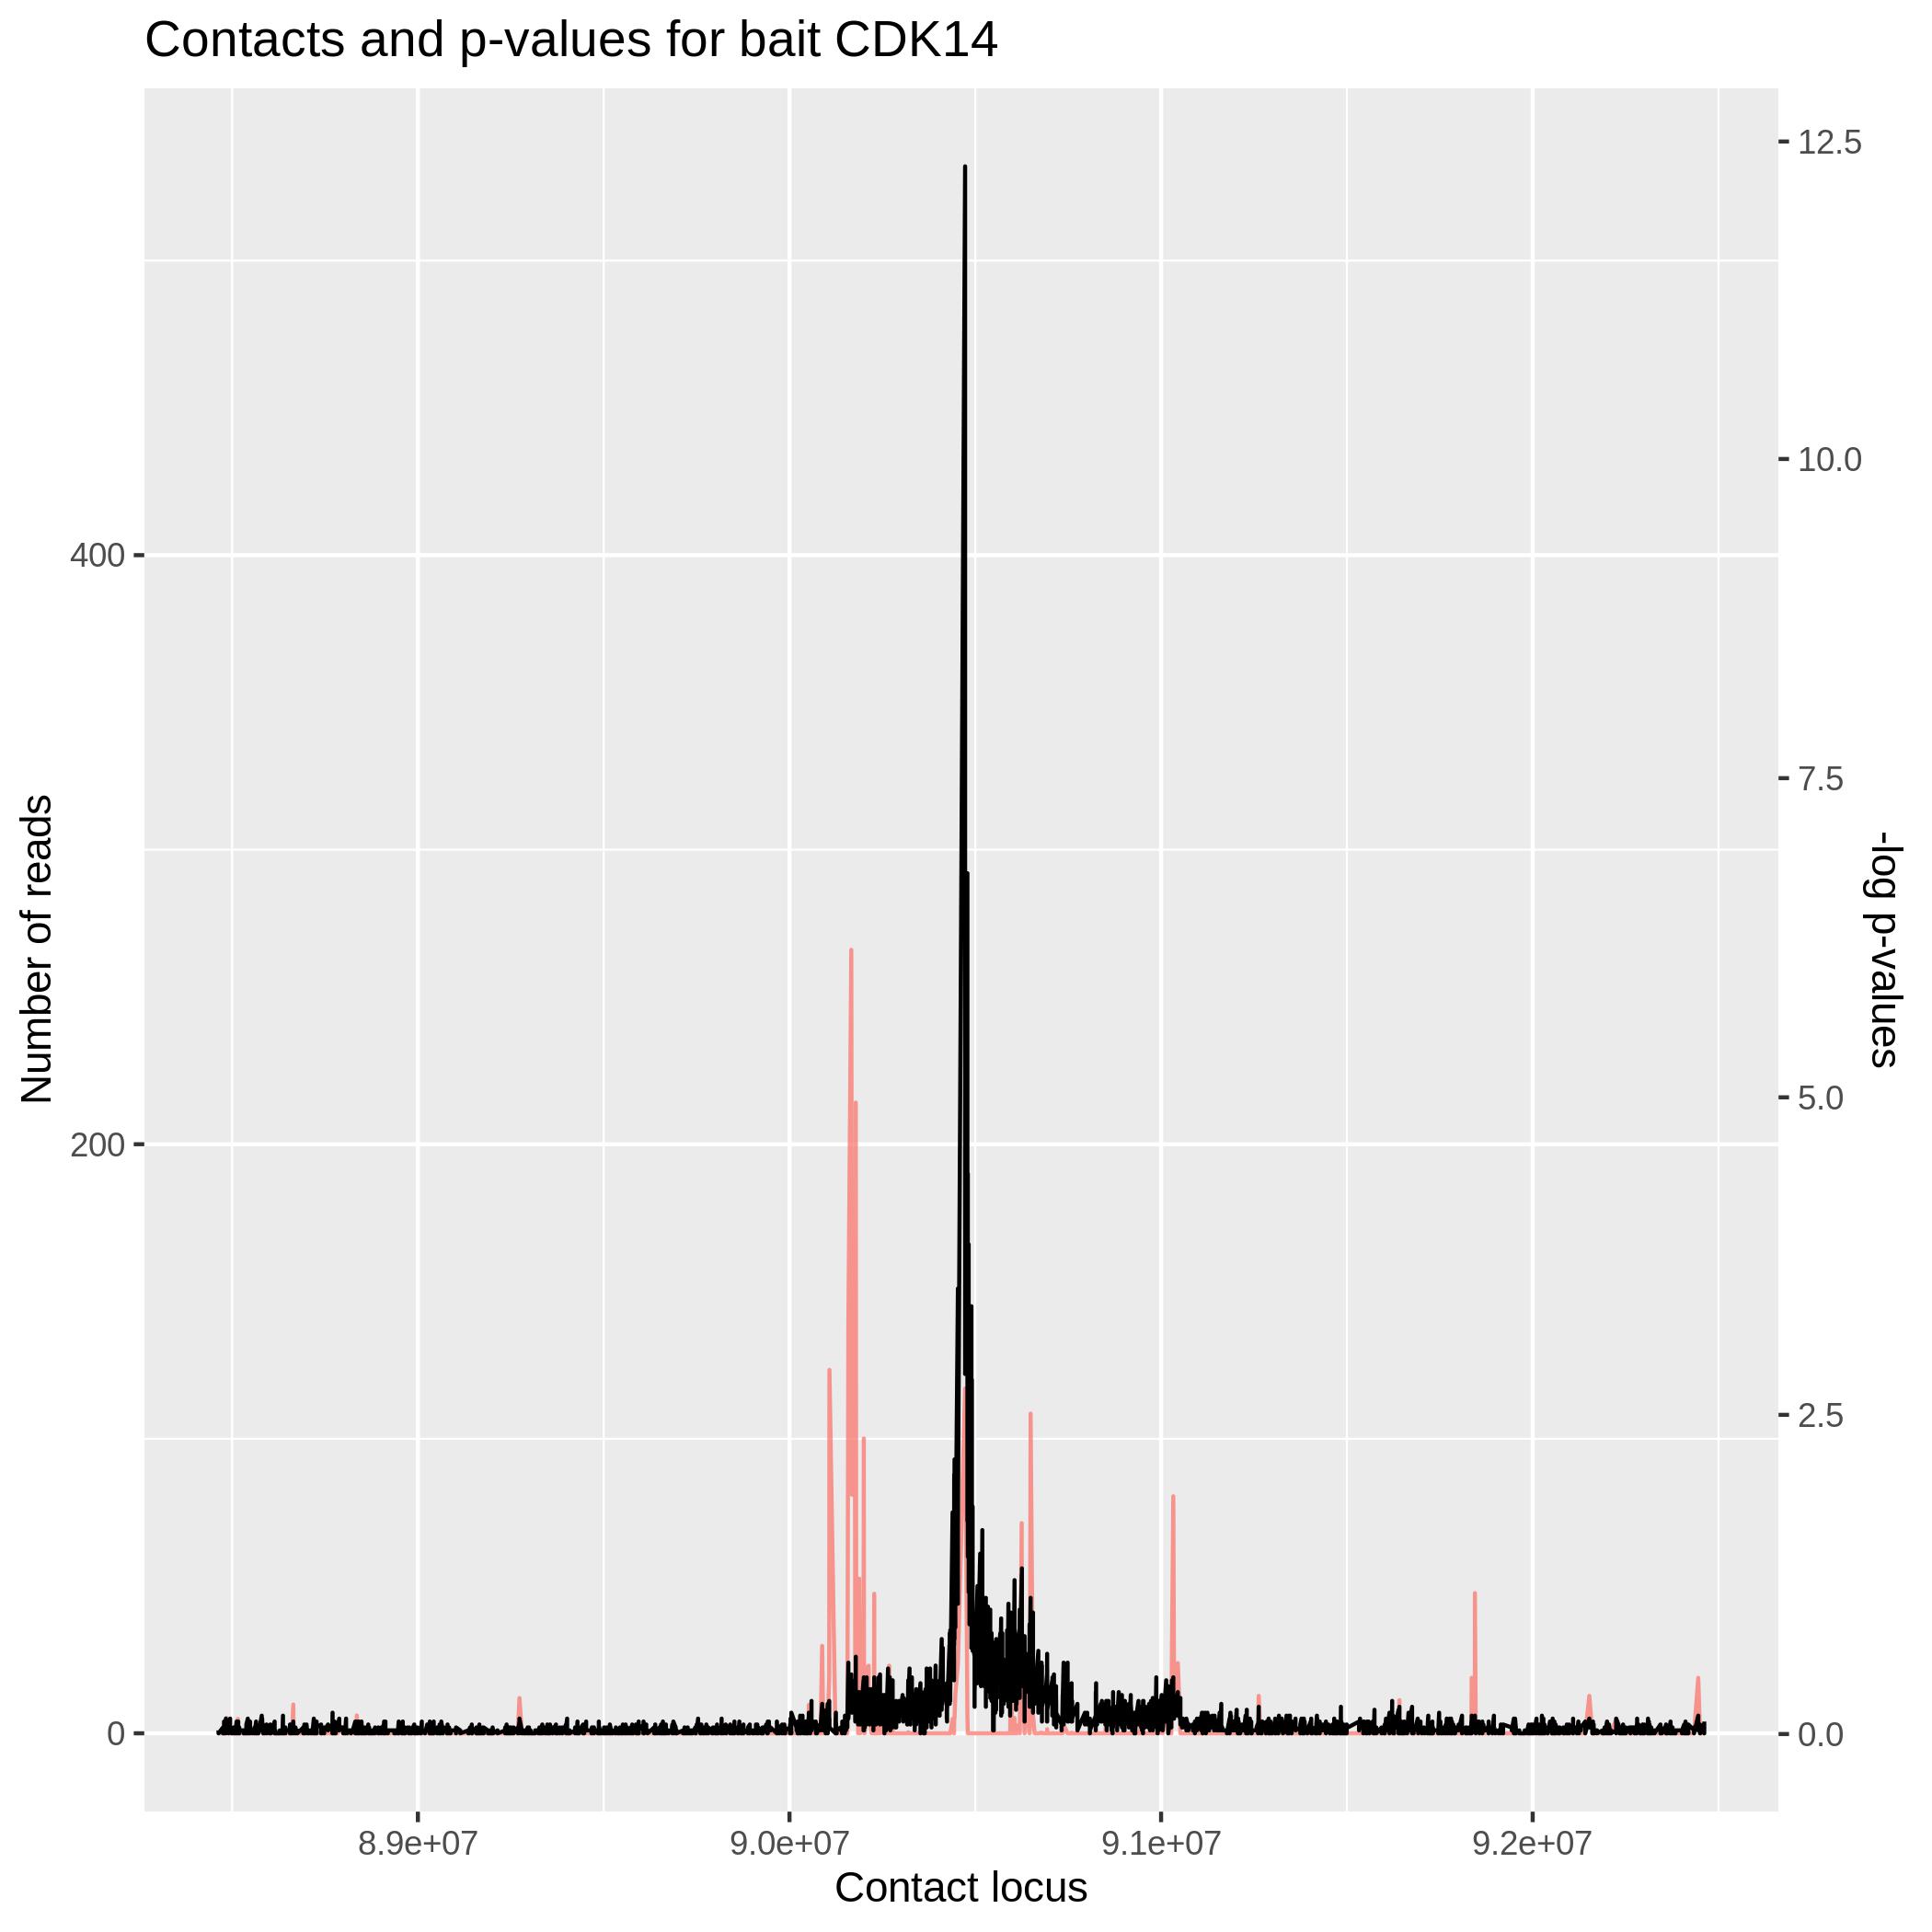 Contacts and p-values for bait CDK14
12.5
10.0
400
7.5
Number of reads
-log p-values
5.0
200
2.5
0
0.0
8.9e+07
9.0e+07
9.1e+07
9.2e+07
Contact locus